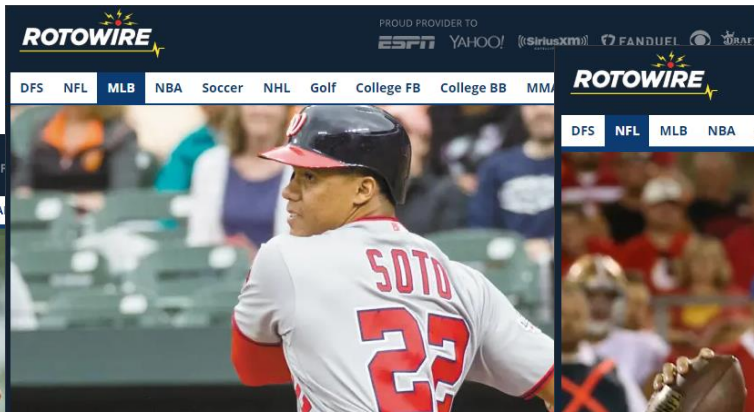 ROTOWIRE
PROUD PROVIDER TO
ESPN YAHOO! ((SiriusXM)) FANDUEL
DFS NFL MLB NBA Soccer NHL Golf College FB College BB MMA
SOTO
22
ROTOWIRE
DFS NFL MLB NBA